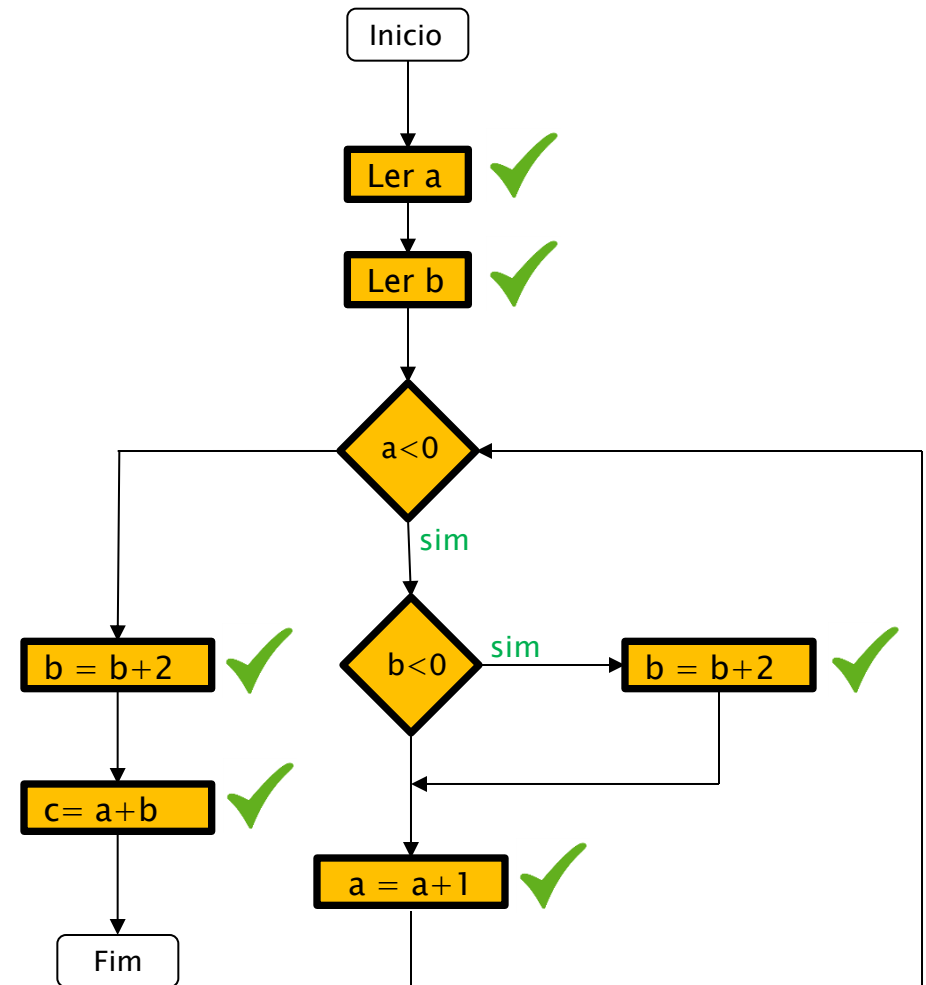 Inicio
Ler a
Ler b
a<0
sim
b<0
sim
b = b+2
b = b+2
c= a+b
a = a+1
Fim